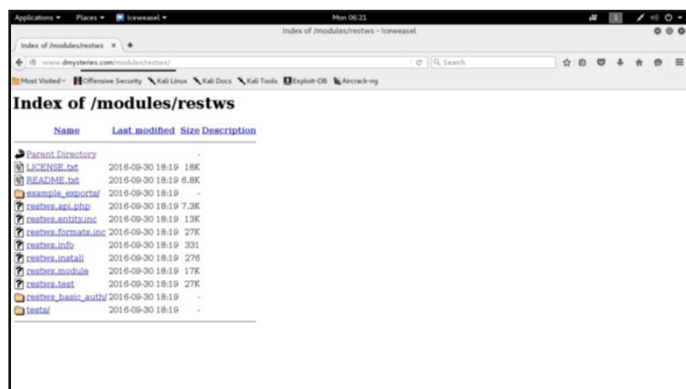 Applications Places Iceweasel Mon 06:21 1
Index of /modules/restws - Iceweasel
Index of /modules/restws
www.dmysteries.com/modules/restws/ Search
Most Visited Offensive Security Kali Linux Kali Docs Kali Tools Exploit-DB Aircrack-ng
Index of /modules/restws
Name Last modified Size Description
Parent Directory -
LICENSE.txt 2016-09-30 18:19 18K
README.txt 2016-09-30 18:19 6.8K
example_exports/ 2016-09-30 18:19 -
restws.api.php 2016-09-30 18:19 7.3K
restws.entity.inc 2016-09-30 18:19 13K
restws.formats.inc 2016-09-30 18:19 27K
restws.info 2016-09-30 18:19 331
restws.install 2016-09-30 18:19 276
restws.module 2016-09-30 18:19 17K
restws.test 2016-09-30 18:19 27K
restws_basic_auth/ 2016-09-30 18:19 -
tests/ 2016-09-30 18:19 -